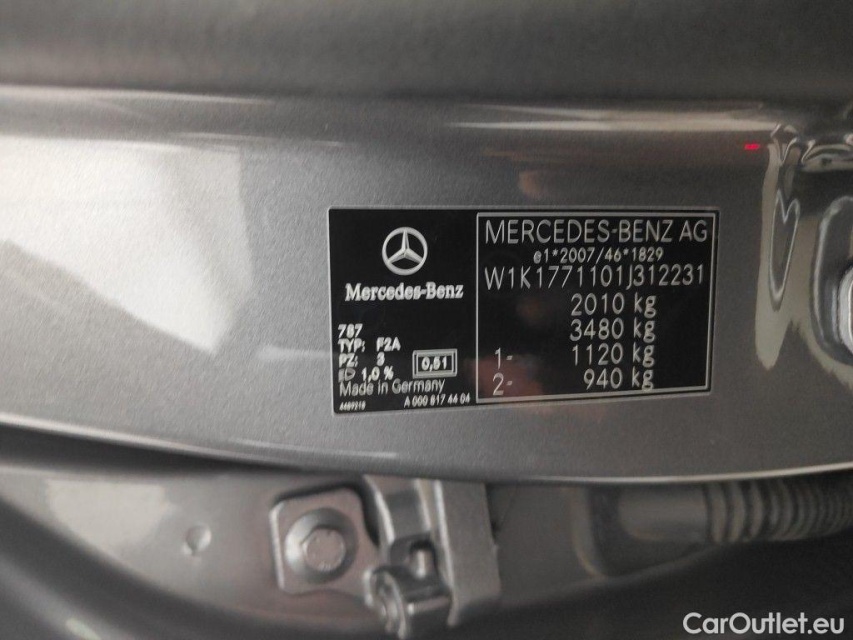 Mercedes-Benz
787
TYP: F2A
PZ: 3
1,0 %
0,51
Made in Germany
A 000 817 44 04
MERCEDES-BENZ AG
e1*2007/46*1829
W1K1771101J312231
2010 kg
3480 kg
1- 1120 kg
2- 940 kg
CarOutlet.eu